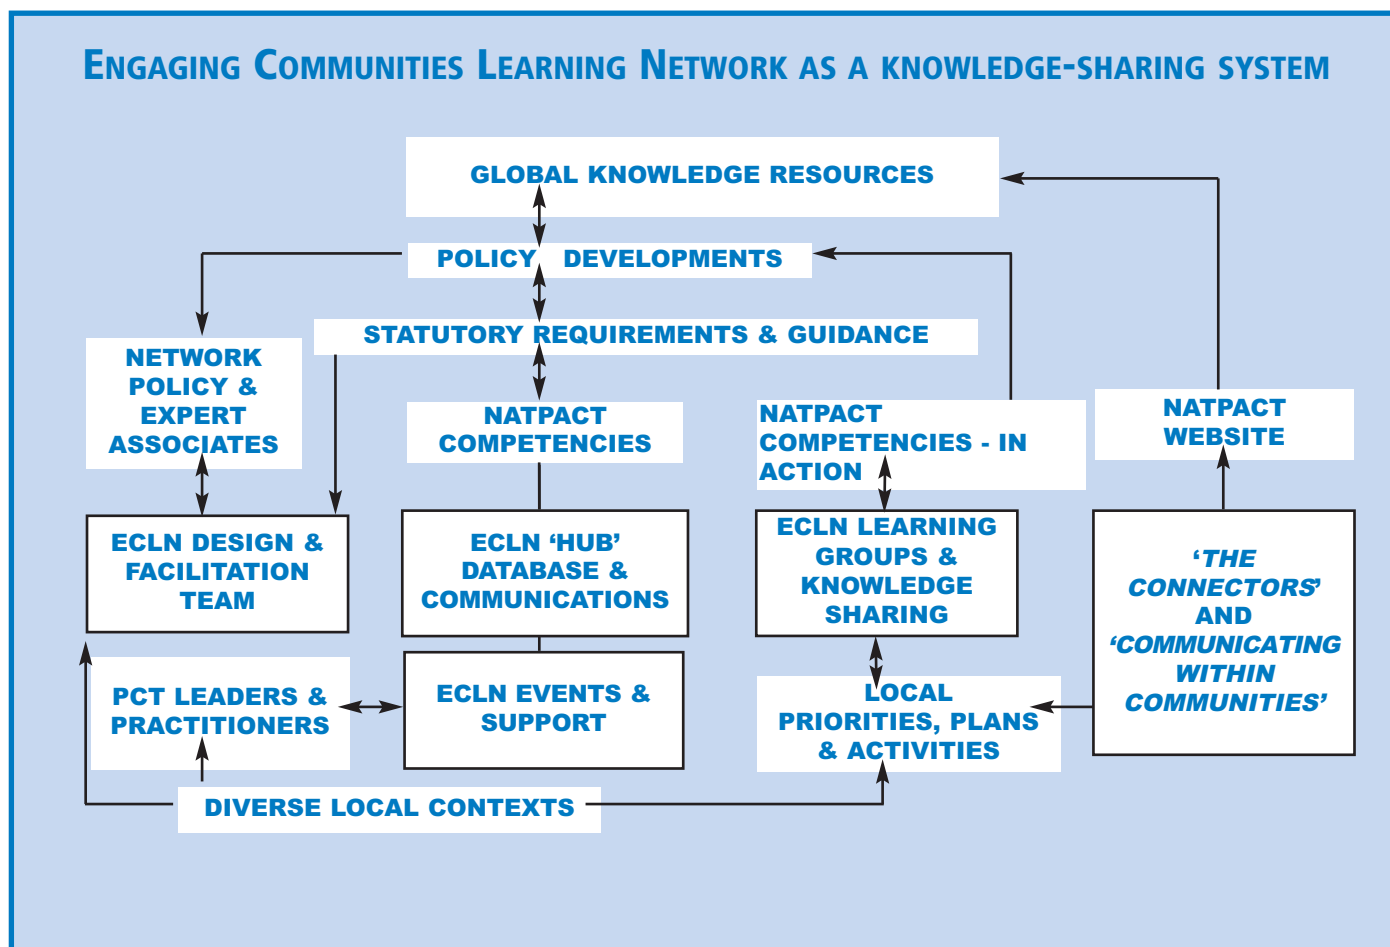 ENGAGING COMMUNITIES LEARNING NETWORK AS A KNOWLEDGE-SHARING SYSTEM
GLOBAL KNOWLEDGE RESOURCES
POLICY DEVELOPMENTS
STATUTORY REQUIREMENTS & GUIDANCE
NETWORK
POLICY &
EXPERT
ASSOCIATES
NATPACT
COMPETENCIES
NATPACT
COMPETENCIES - IN
ACTION
NATPACT
WEBSITE
ECLN DESIGN &
FACILITATION
TEAM
ECLN ‘HUB’
DATABASE &
COMMUNICATIONS
ECLN LEARNING
GROUPS &
KNOWLEDGE
SHARING
‘THE
CONNECTORS’
AND
‘COMMUNICATING
WITHIN
COMMUNITIES’
PCT LEADERS &
PRACTITIONERS
ECLN EVENTS &
SUPPORT
LOCAL
PRIORITIES, PLANS
& ACTIVITIES
DIVERSE LOCAL CONTEXTS